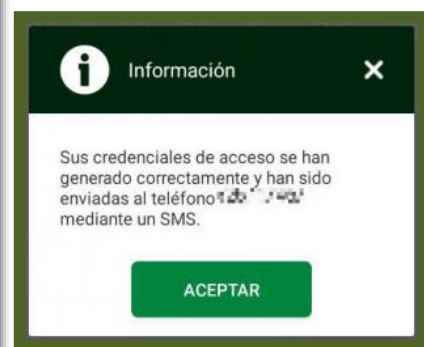 Información
Sus credenciales de acceso se han
generado correctamente y han sido
enviadas al teléfono
mediante un SMS.
ACEPTAR